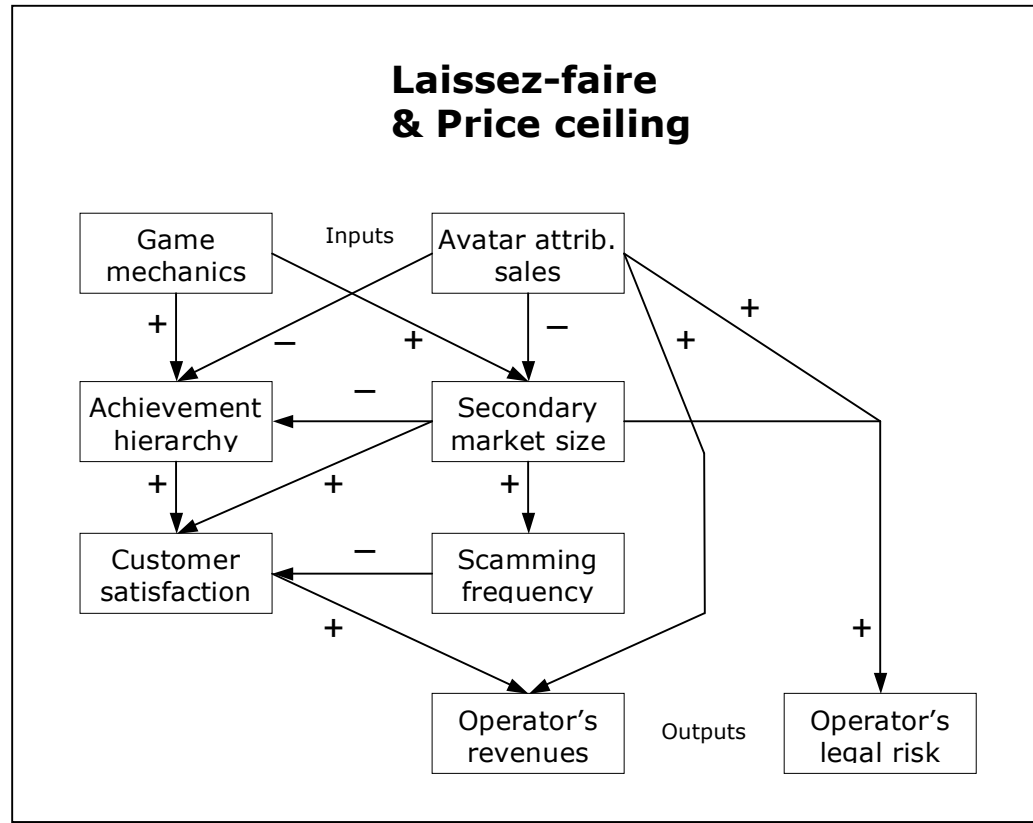 Laissez-faire
& Price ceiling
Game
mechanics
Inputs
Avatar attrib.
sales
+
−
+
−
+
+
Achievement
hierarchy
−
Secondary
market size
+
+
+
Customer
satisfaction
−
Scamming
frequency
+
+
Operator’s
revenues
Outputs
Operator’s
legal risk